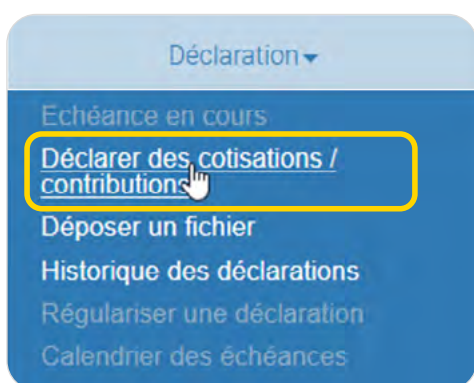 Déclaration
Echéance en cours
Déclarer des cotisations /
contributions
Déposer un fichier
Historique des déclarations
Régulariser une déclaration
Calendrier des échéances